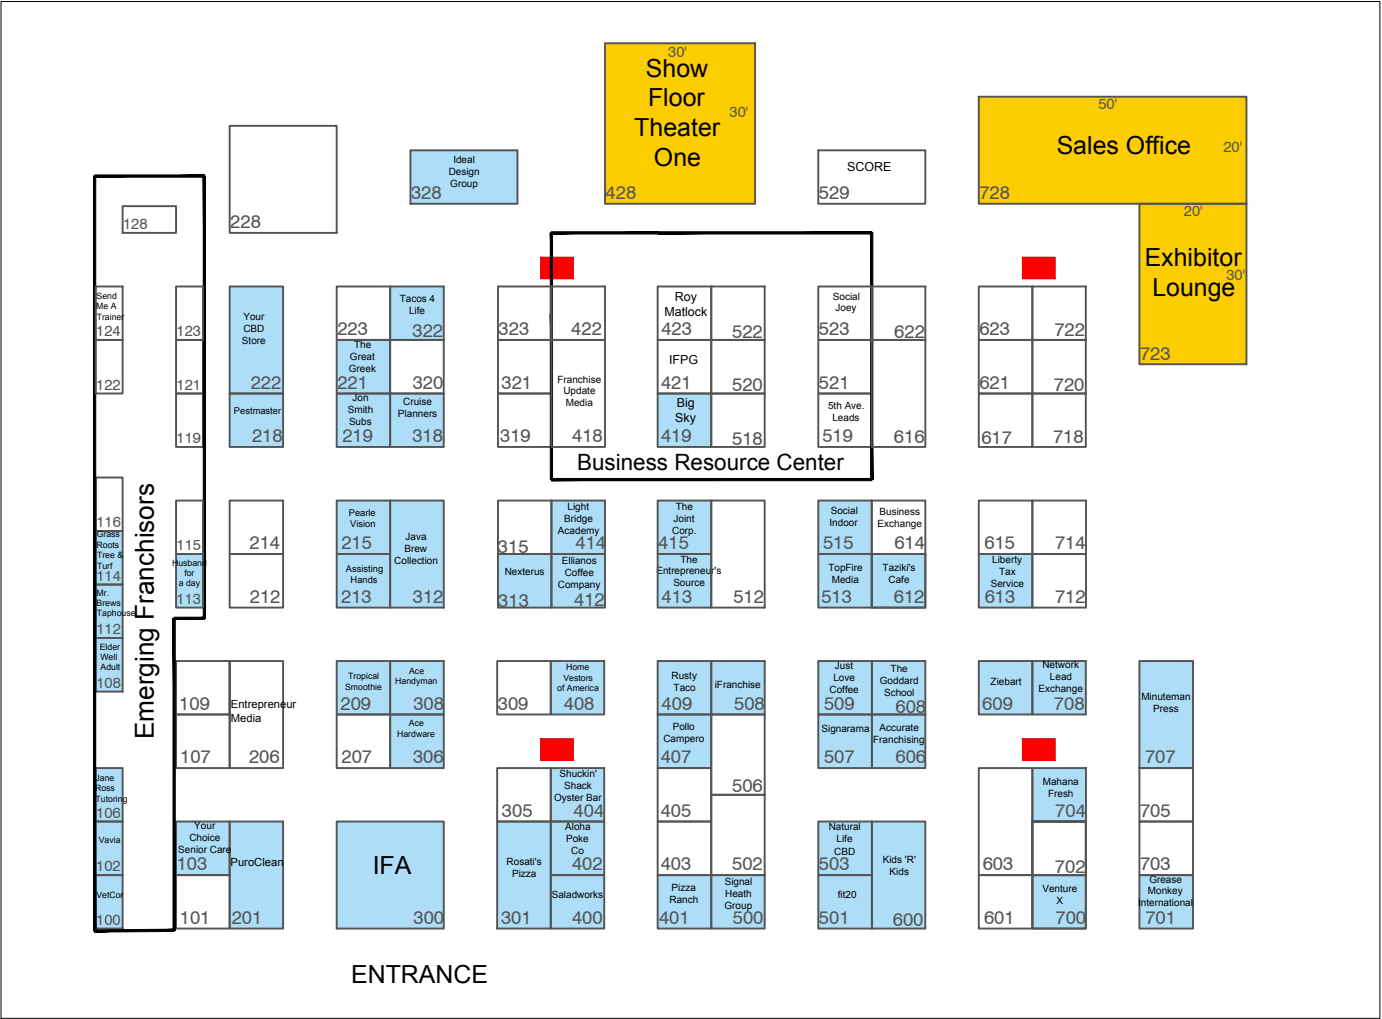 30'
Show
Floor
Theater
One
30'
428
50'
Sales Office
20'
728
Ideal
Design
Group
328
SCORE
529
228
128
20'
Exhibitor
Lounge
30'
723
Send
Me A
Trainer
124
123
Your
CBD
Store
222
223
Tacos 4
Life
322
323
422
Roy
Matlock
423
522
Social
Joey
523
622
623
722
122
121
The
Great
Greek
221
320
321
Franchise
Update
Media
418
IFPG
421
520
521
621
720
119
Pestmaster
218
Jon
Smith
Subs
219
Cruise
Planners
318
319
Big
Sky
419
518
5th Ave.
Leads
519
616
617
718
Business Resource Center
Emerging Franchisors
116
115
214
Pearle
Vision
215
Java
Brew
Collection
312
315
Light
Bridge
Academy
414
The
Joint
Corp.
415
Social
Indoor
515
Business
Exchange
614
615
714
Grass
Roots
Tree &
Turf
114
Husband
for
a day
113
212
Assisting
Hands
213
Nexterus
313
Ellianos
Coffee
Company
412
The
Entrepreneur's
Source
413
512
TopFire
Media
513
Taziki's
Cafe
612
Liberty
Tax
Service
613
712
Mr.
Brews
Taphouse
112
Elder
Well
Adult
108
109
Entrepreneur
Media
206
Tropical
Smoothie
209
Ace
Handyman
308
309
Home
Vestors
of America
408
Rusty
Taco
409
iFranchise
508
Just
Love
Coffee
509
The
Goddard
School
608
Ziebart
609
Network
Lead
Exchange
708
Minuteman
Press
707
107
207
Ace
Hardware
306
Pollo
Campero
407
506
Signarama
507
Accurate
Franchising
606
Jane
Ross
Tutoring
106
305
Shuckin'
Shack
Oyster Bar
404
405
Mahana
Fresh
704
705
Vavia
102
Your
Choice
Senior Care
103
PuroClean
201
IFA
300
Rosati's
Pizza
301
Aloha
Poke
Co
402
403
502
Natural
Life
CBD
503
Kids 'R'
Kids
600
603
702
703
VetCor
100
101
Saladworks
400
Pizza
Ranch
401
Signal
Heath
Group
500
fit20
501
601
Venture
X
700
Grease
Monkey
International
701
ENTRANCE